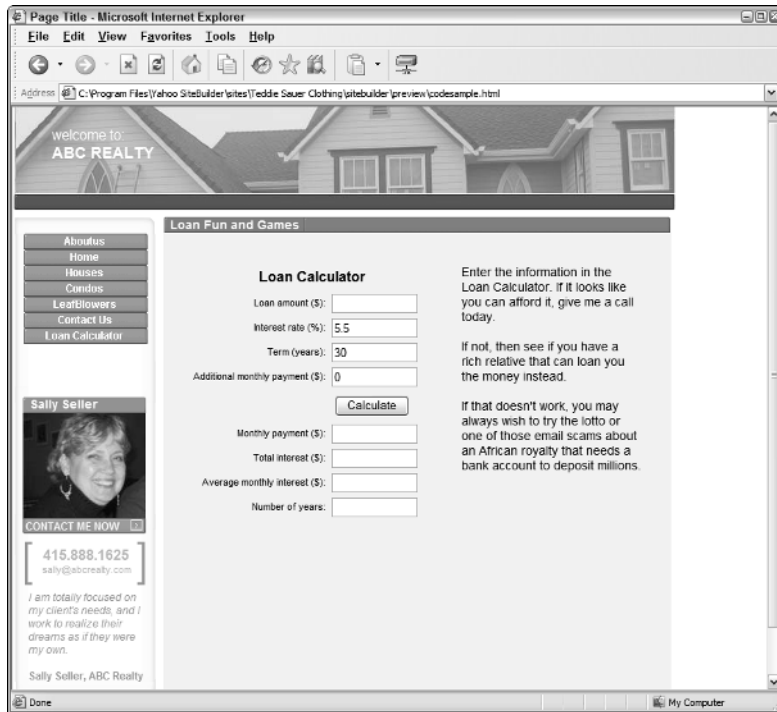 Page Title - Microsoft Internet Explorer
File Edit View Favorites Tools Help
Address C:\Program Files\Yahoo SiteBuilder\sites\Teddie Sauer Clothing\sitebuilder\preview\codesample.html
welcome to:
ABC REALTY
Loan Fun and Games
Aboutus
Home
Houses
Condos
LeafBlowers
Contact Us
Loan Calculator
Sally Seller
CONTACT ME NOW
415.888.1625
sally@abcrealty.com
I am totally focused on
my client's needs, and I
work to realize their
dreams as if they were
my own.
Sally Seller, ABC Realty
Loan Calculator
Loan amount ($):
Interest rate (%): 5.5
Term (years): 30
Additional monthly payment ($): 0
Calculate
Monthly payment ($):
Total interest ($):
Average monthly interest ($):
Number of years:
Enter the information in the
Loan Calculator. If it looks like
you can afford it, give me a call
today.
If not, then see if you have a
rich relative that can loan you
the money instead.
If that doesn't work, you may
always wish to try the lotto or
one of those email scams about
an African royalty that needs a
bank account to deposit millions.
Done
My Computer